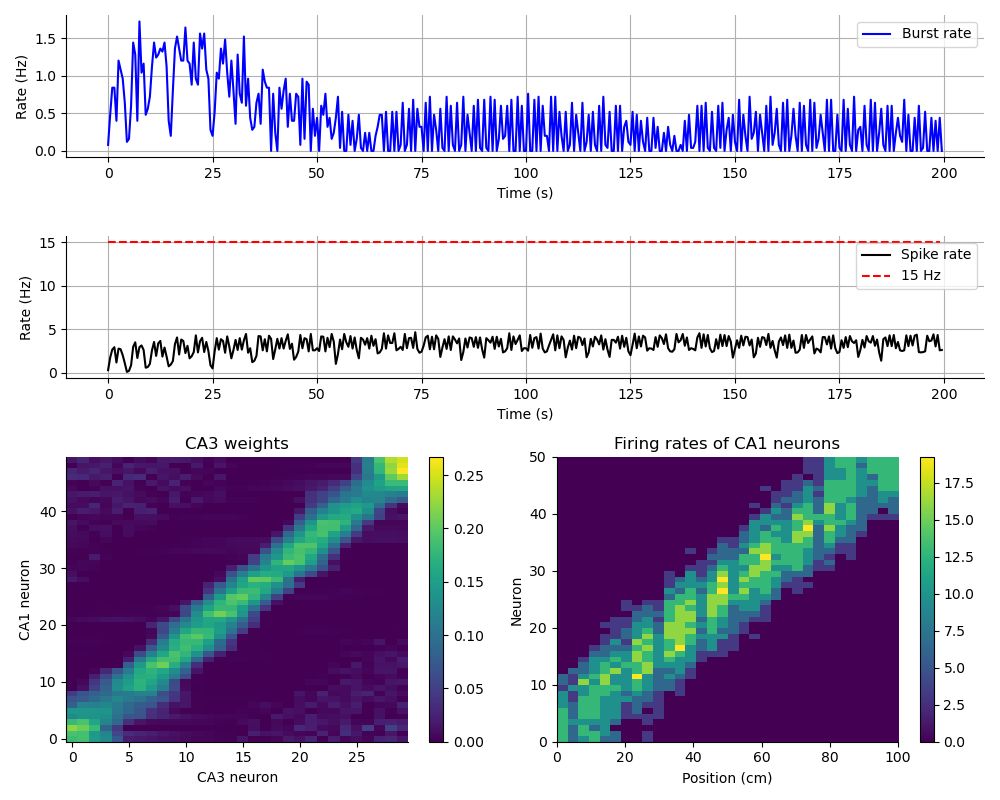 Rate (Hz)
1.5
1.0
0.5
0.0
Burst rate
0 25 50 75 100 125 150 175 200
Time (s)
Rate (Hz)
15
10
5
0
Spike rate
15 Hz
0 25 50 75 100 125 150 175 200
Time (s)
CA3 weights
CA1 neuron
40
30
20
10
0
0 5 10 15 20 25
CA3 neuron
0.25
0.20
0.15
0.10
0.05
0.00
Firing rates of CA1 neurons
Neuron
50
40
30
20
10
0
0 20 40 60 80 100
Position (cm)
17.5
15.0
12.5
10.0
7.5
5.0
2.5
0.0